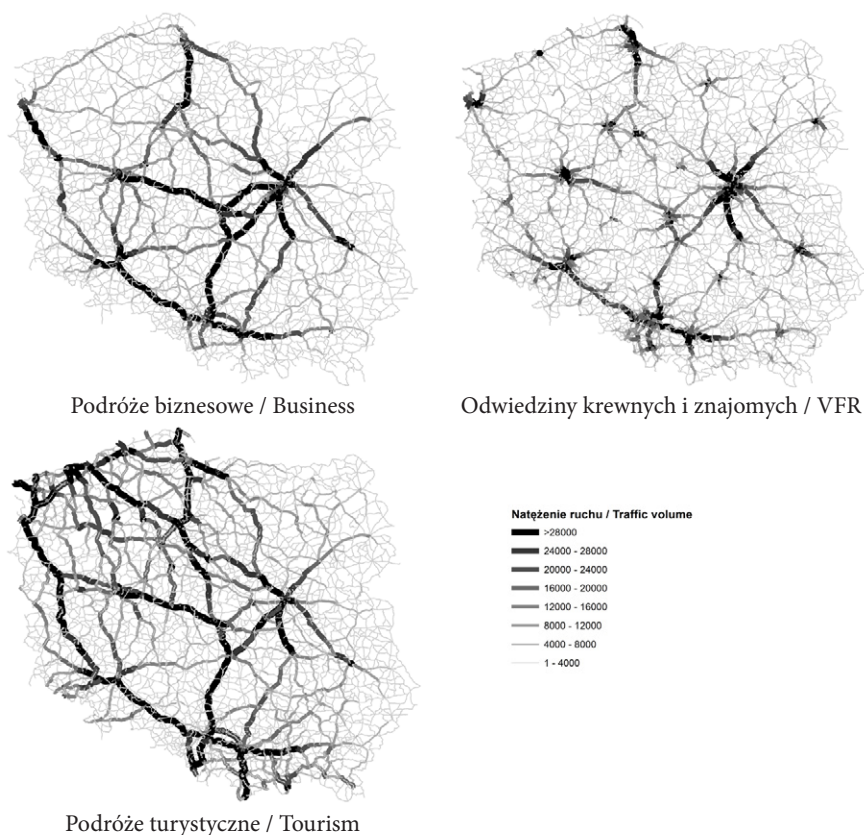 Podróże biznesowe / Business
Odwiedziny krewnych i znajomych / VFR
Natężenie ruchu / Traffic volume
>28000
24000 - 28000
20000 - 24000
16000 - 20000
12000 - 16000
8000 - 12000
4000 - 8000
1 - 4000
Podróże turystyczne / Tourism